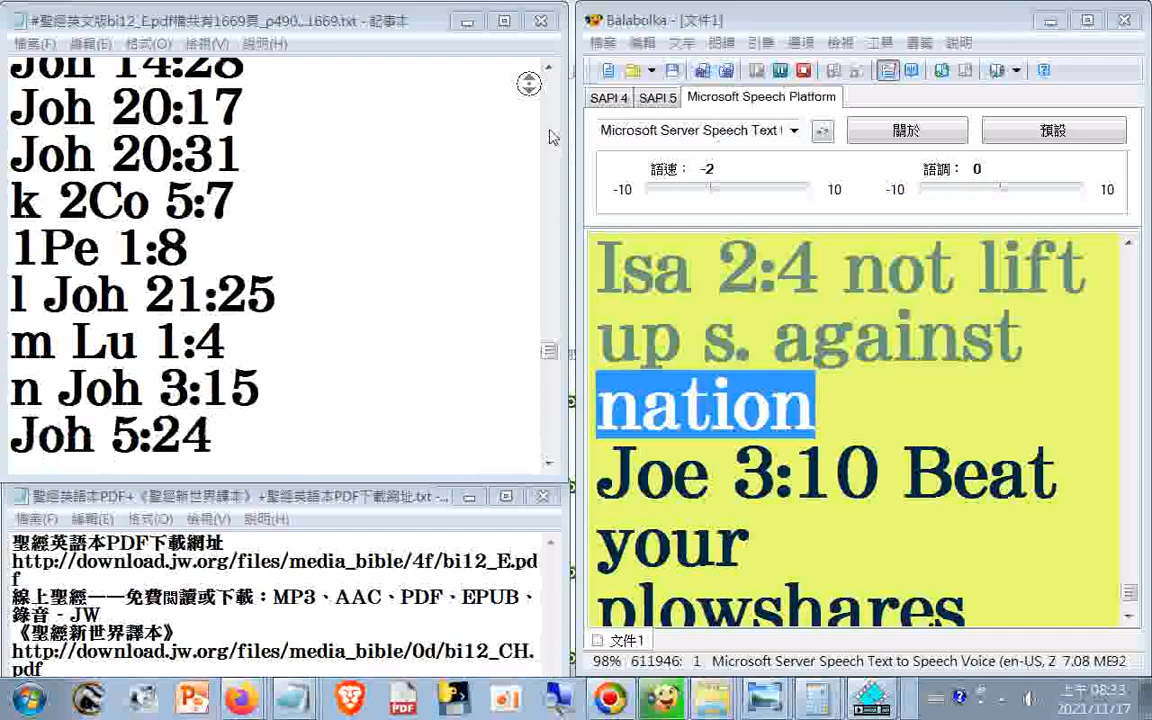 #聖經英文版bi12_E.pdf檔共有1669頁_p490...1669.txt - 記事本
檔案(F) 編輯(E) 格式(O) 檢視(V) 說明(H)
Joh 14:28
Joh 20:17
Joh 20:31
k 2Co 5:7
1Pe 1:8
l Joh 21:25
m Lu 1:4
n Joh 3:15
Joh 5:24
聖經英語本PDF+《聖經新世界譯本》+聖經英語本PDF下載網址.txt -...
檔案(F) 編輯(E) 格式(O) 檢視(V) 說明(H)
聖經英語本PDF下載網址
http://download.jw.org/files/media_bible/4f/bi12_E.pd
f
線上聖經——免費閱讀或下載：MP3、AAC、PDF、EPUB、
錄音 - JW
《聖經新世界譯本》
http://download.jw.org/files/media_bible/0d/bi12_CH.
pdf
Balabolka - [文件1]
檔案 編輯 文字 朗讀 引擎 選項 檢視 工具 書籤 說明
SAPI 4 SAPI 5 Microsoft Speech Platform
Microsoft Server Speech Text 關於 預設
語速： -2 語調： 0
-10 10 -10 10
Isa 2:4 not lift
up s. against
nation
Joe 3:10 Beat
your
plowshares
文件1
98% 611946: 1 Microsoft Server Speech Text to Speech Voice (en-US, Z 7.08 ME92
PDF
上午 08:33
2021/11/17